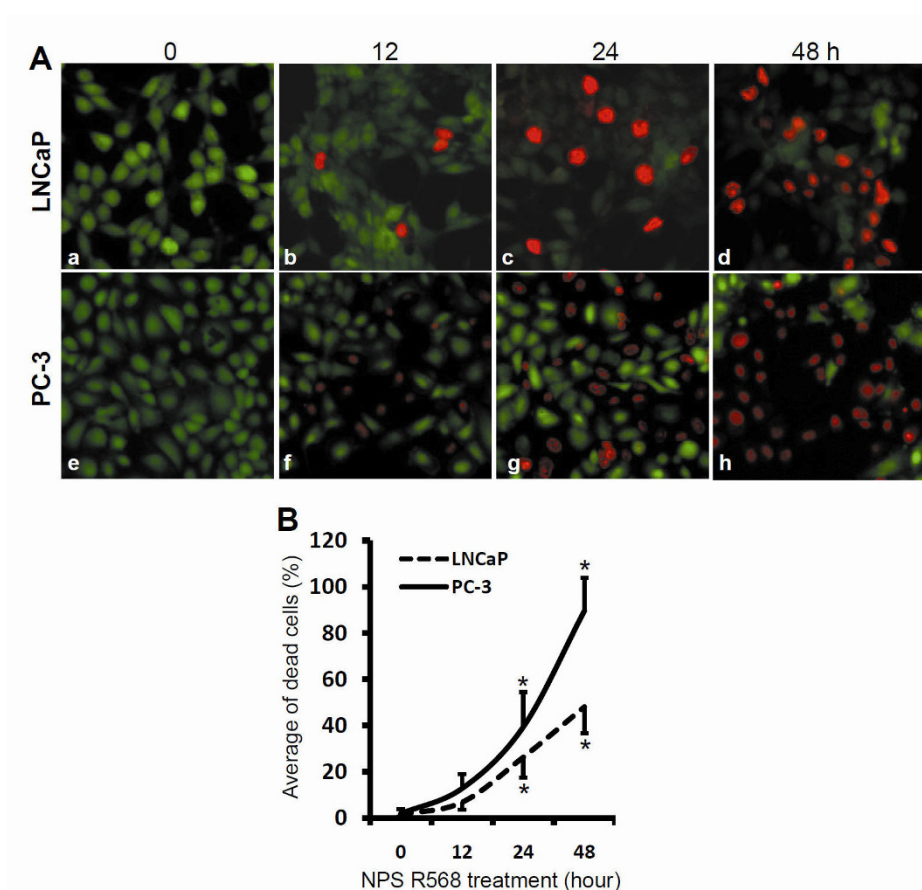 A
0 12 24 48 h
LNCaP
a b c d
PC-3
e f g h
B
Average of dead cells (%)
120
100
80
60
40
20
0
LNCaP
PC-3
*
*
*
*
0 12 24 48
NPS R568 treatment (hour)